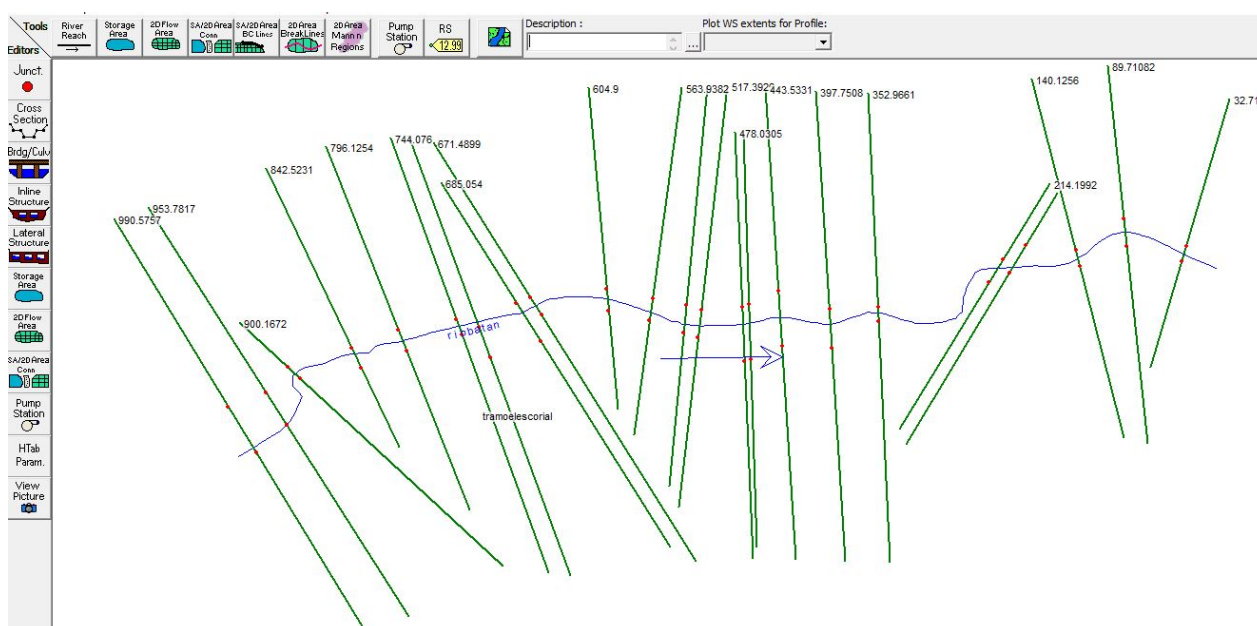 Tools
Editors
River Reach
Storage Area
2D Flow Area
SA/2D Area Conn
SA/2D Area BC Lines
2D Area BreakLines
2D Area Mann n Regions
Pump Station
RS
12.99
Description :
...
Plot WS extents for Profile:
Junct.
Cross Section
Brdg/Culv
Inline Structure
Lateral Structure
Storage Area
2D Flow Area
SA/2D Area Conn
Pump Station
HTab Param.
View Picture
990.5757
953.7817
900.1672
842.5231
796.1254
744.076
671.4899
685.054
604.9
563.9382
517.3929
478.0305
443.5331
397.7508
352.9661
214.1992
140.1256
89.71082
32.71
tramoelescorial